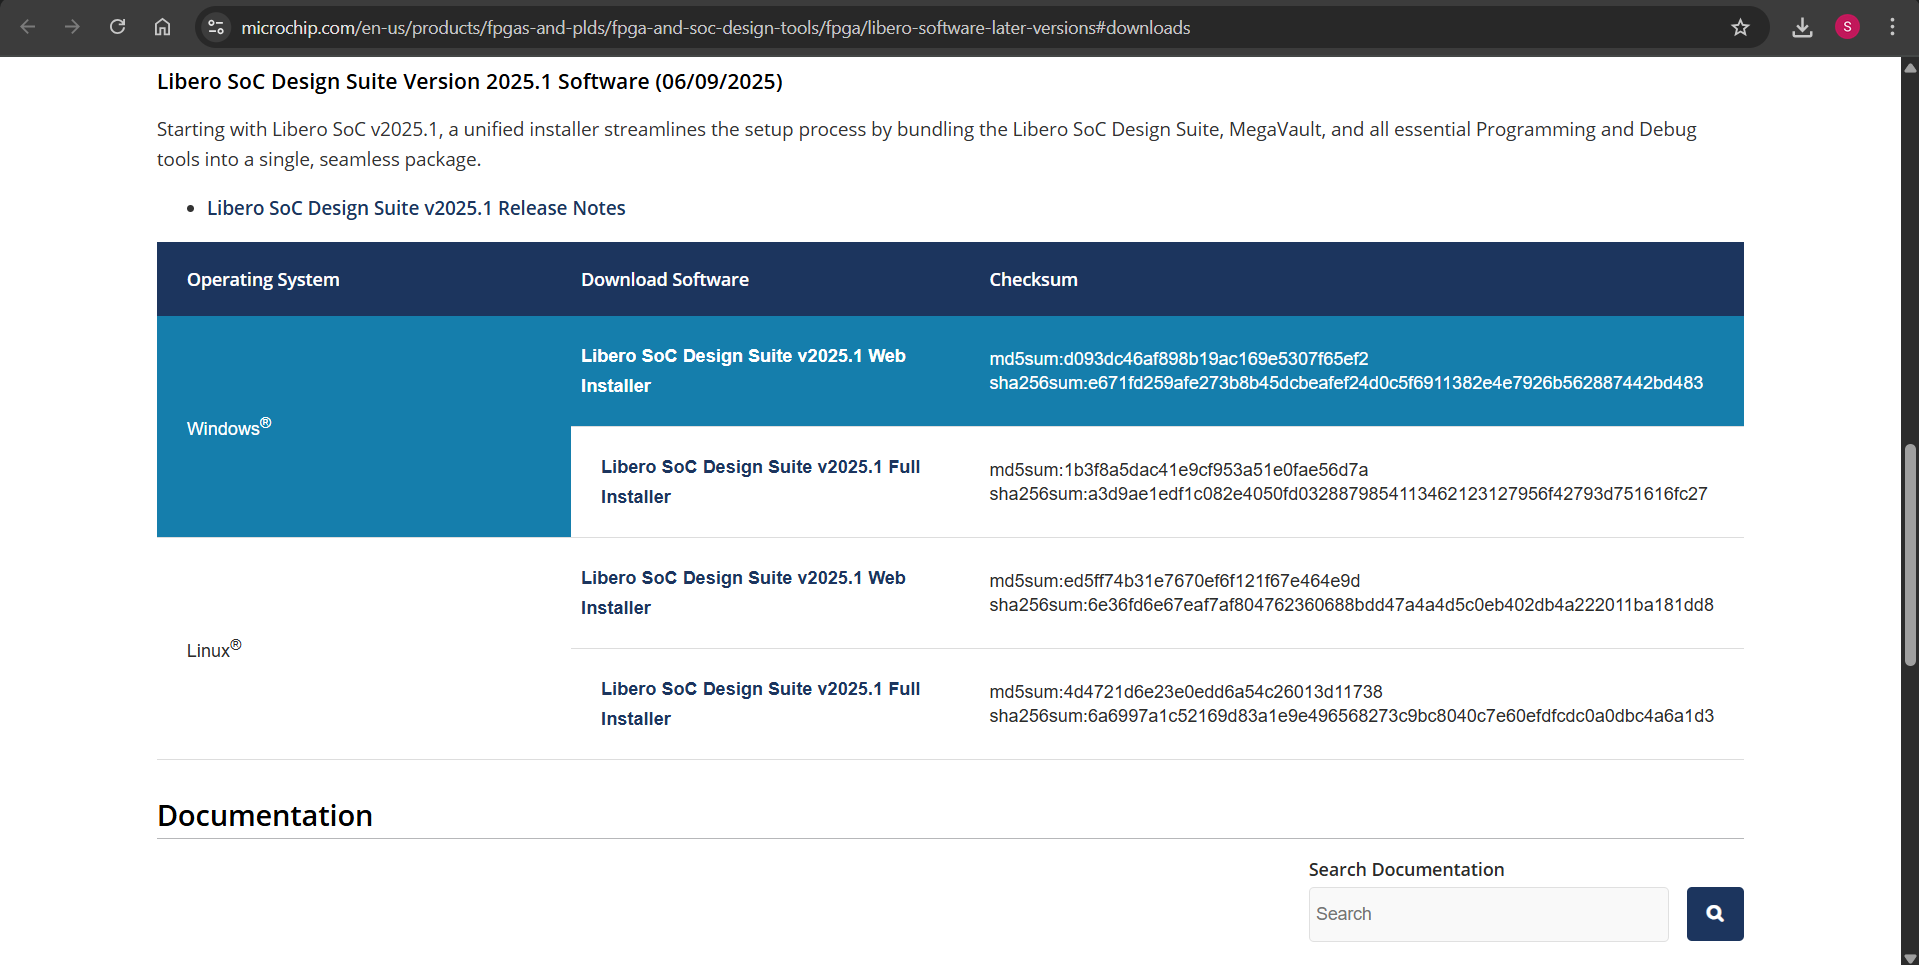 microchip.com/en-us/products/fpgas-and-plds/fpga-and-soc-design-tools/fpga/libero-software-later-versions#downloads
S
Libero SoC Design Suite Version 2025.1 Software (06/09/2025)
Starting with Libero SoC v2025.1, a unified installer streamlines the setup process by bundling the Libero SoC Design Suite, MegaVault, and all essential Programming and Debug
tools into a single, seamless package.
• Libero SoC Design Suite v2025.1 Release Notes
Operating System Download Software Checksum
Windows®
Libero SoC Design Suite v2025.1 Web
Installer
md5sum:d093dc46af898b19ac169e5307f65ef2
sha256sum:e671fd259afe273b8b45dcbeafef24d0c5f6911382e4e7926b562887442bd483
Libero SoC Design Suite v2025.1 Full
Installer
md5sum:1b3f8a5dac41e9cf953a51e0fae56d7a
sha256sum:a3d9ae1edf1c082e4050fd0328879854113462123127956f42793d751616fc27
Linux®
Libero SoC Design Suite v2025.1 Web
Installer
md5sum:ed5ff74b31e7670ef6f121f67e464e9d
sha256sum:6e36fd6e67eaf7af804762360688bdd47a4a4d5c0eb402db4a222011ba181dd8
Libero SoC Design Suite v2025.1 Full
Installer
md5sum:4d4721d6e23e0edd6a54c26013d11738
sha256sum:6a6997a1c52169d83a1e9e496568273c9bc8040c7e60efdfcdc0a0dbc4a6a1d3
Documentation
Search Documentation
Search